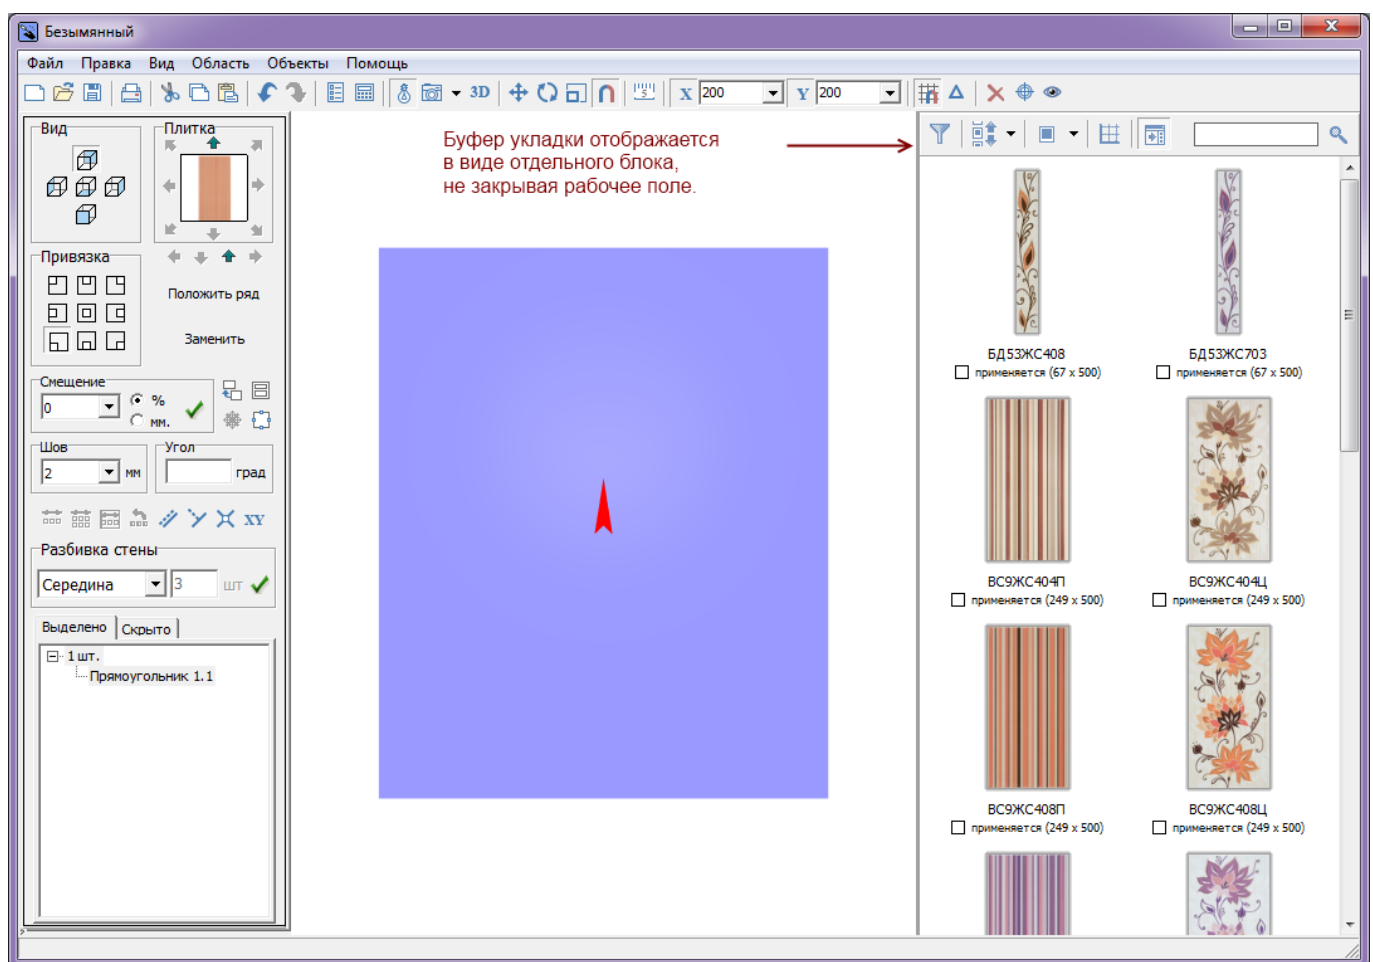 Безымянный
Файл Правка Вид Область Объекты Помощь
3D
5
X 200
Y 200
Буфер укладки отображается
в виде отдельного блока,
не закрывая рабочее поле.
Вид
Плитка
Привязка
Положить ряд
Заменить
Смещение
0
%
мм.
Шов
2 мм
Угол
град
XY
Разбивка стены
Середина 3 шт
Выделено Скрыто
1 шт.
Прямоугольник 1.1
БД53ЖС408
применяется (67 x 500)
БД53ЖС703
применяется (67 x 500)
ВС9ЖС404П
применяется (249 x 500)
ВС9ЖС404Ц
применяется (249 x 500)
ВС9ЖС408П
применяется (249 x 500)
ВС9ЖС408Ц
применяется (249 x 500)